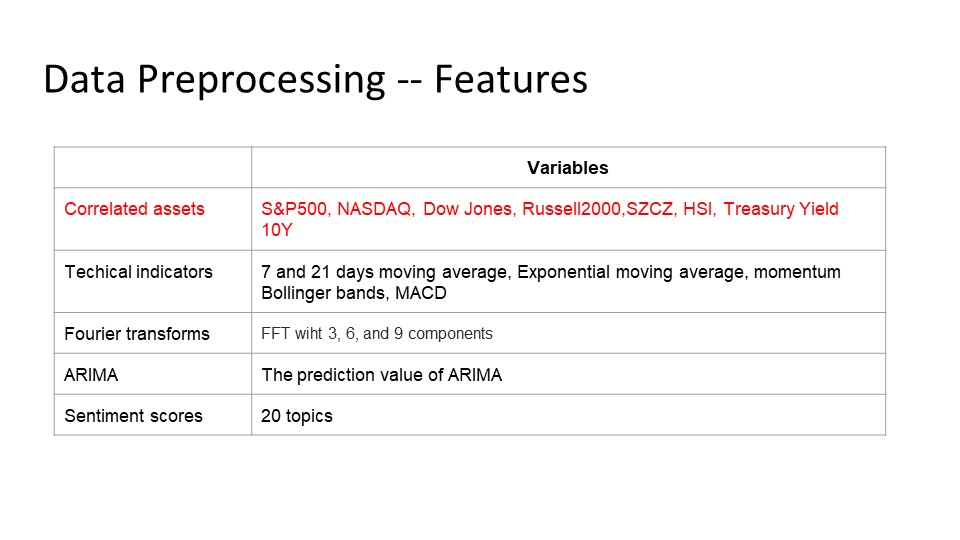 Data Preprocessing -- Features
Variables
Correlated assets
S&P500, NASDAQ, Dow Jones, Russell2000,SZCZ, HSI, Treasury Yield
10Y
Techical indicators
7 and 21 days moving average, Exponential moving average, momentum
Bollinger bands, MACD
Fourier transforms
FFT wiht 3, 6, and 9 components
ARIMA
The prediction value of ARIMA
Sentiment scores
20 topics